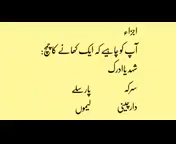 اجزاء
آپ کو چاہیے کہ ایک کھانے کا چمچ:
شہد یا ادرک
سرکہ پارسلے
دار چینی لیموں